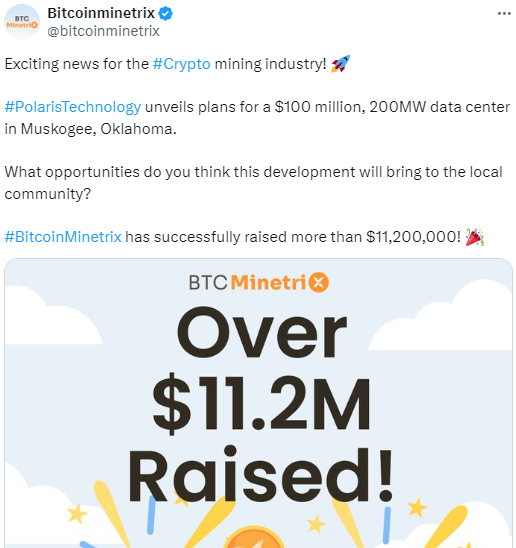 BTC
Minetrix
Bitcoinminetrix
@bitcoinminetrix
Exciting news for the #Crypto mining industry! 🚀
#PolarisTechnology unveils plans for a $100 million, 200MW data center
in Muskogee, Oklahoma.
What opportunities do you think this development will bring to the local
community?
#BitcoinMinetrix has successfully raised more than $11,200,000! 🎉
BTC Minetrix
Over
$11.2M
Raised!